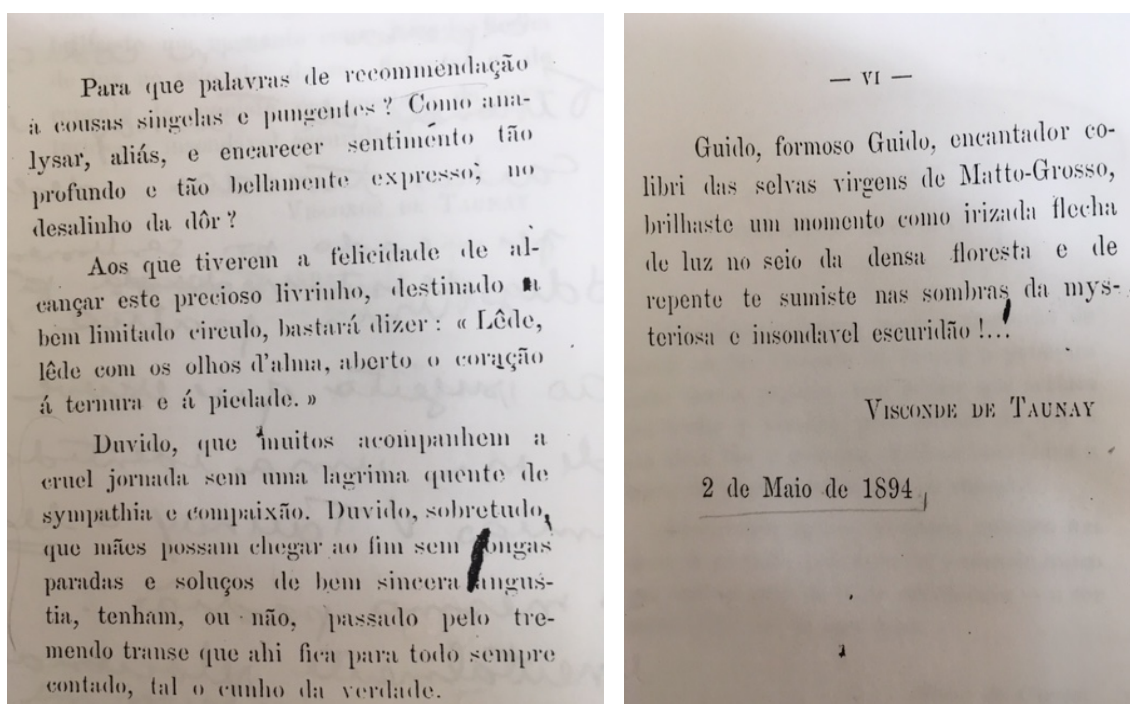 Para que palavras de recommendação
á cousas singelas e pungentes ? Como ana-
lysar, aliás, e encarecer sentimento tão
profundo e tão bellamente expresso, no
desalinho da dôr ?
Aos que tiverem a felicidade de al-
cançar este precioso livrinho, destinado a
bem limitado circulo, bastará dizer : « Lêde,
lêde com os olhos d'alma, aberto o coração
á ternura e á piedade. »
Duvido, que muitos acompanhem a
cruel jornada sem uma lagrima quente de
sympathia e compaixão. Duvido, sobretudo,
que mães possam chegar ao fim sem longas
paradas e soluços de bem sincera angus-
tia, tenham, ou não, passado pelo tre-
mendo transe que ahi fica para todo sempre
contado, tal o cunho da verdade.
— VI —
Guido, formoso Guido, encantador co-
libri das selvas virgens de Matto-Grosso,
brilhaste um momento como irizada flecha
de luz no seio da densa floresta e de
repente te sumiste nas sombras da mys-
teriosa e insondavel escuridão !...
VISCONDE DE TAUNAY
2 de Maio de 1894